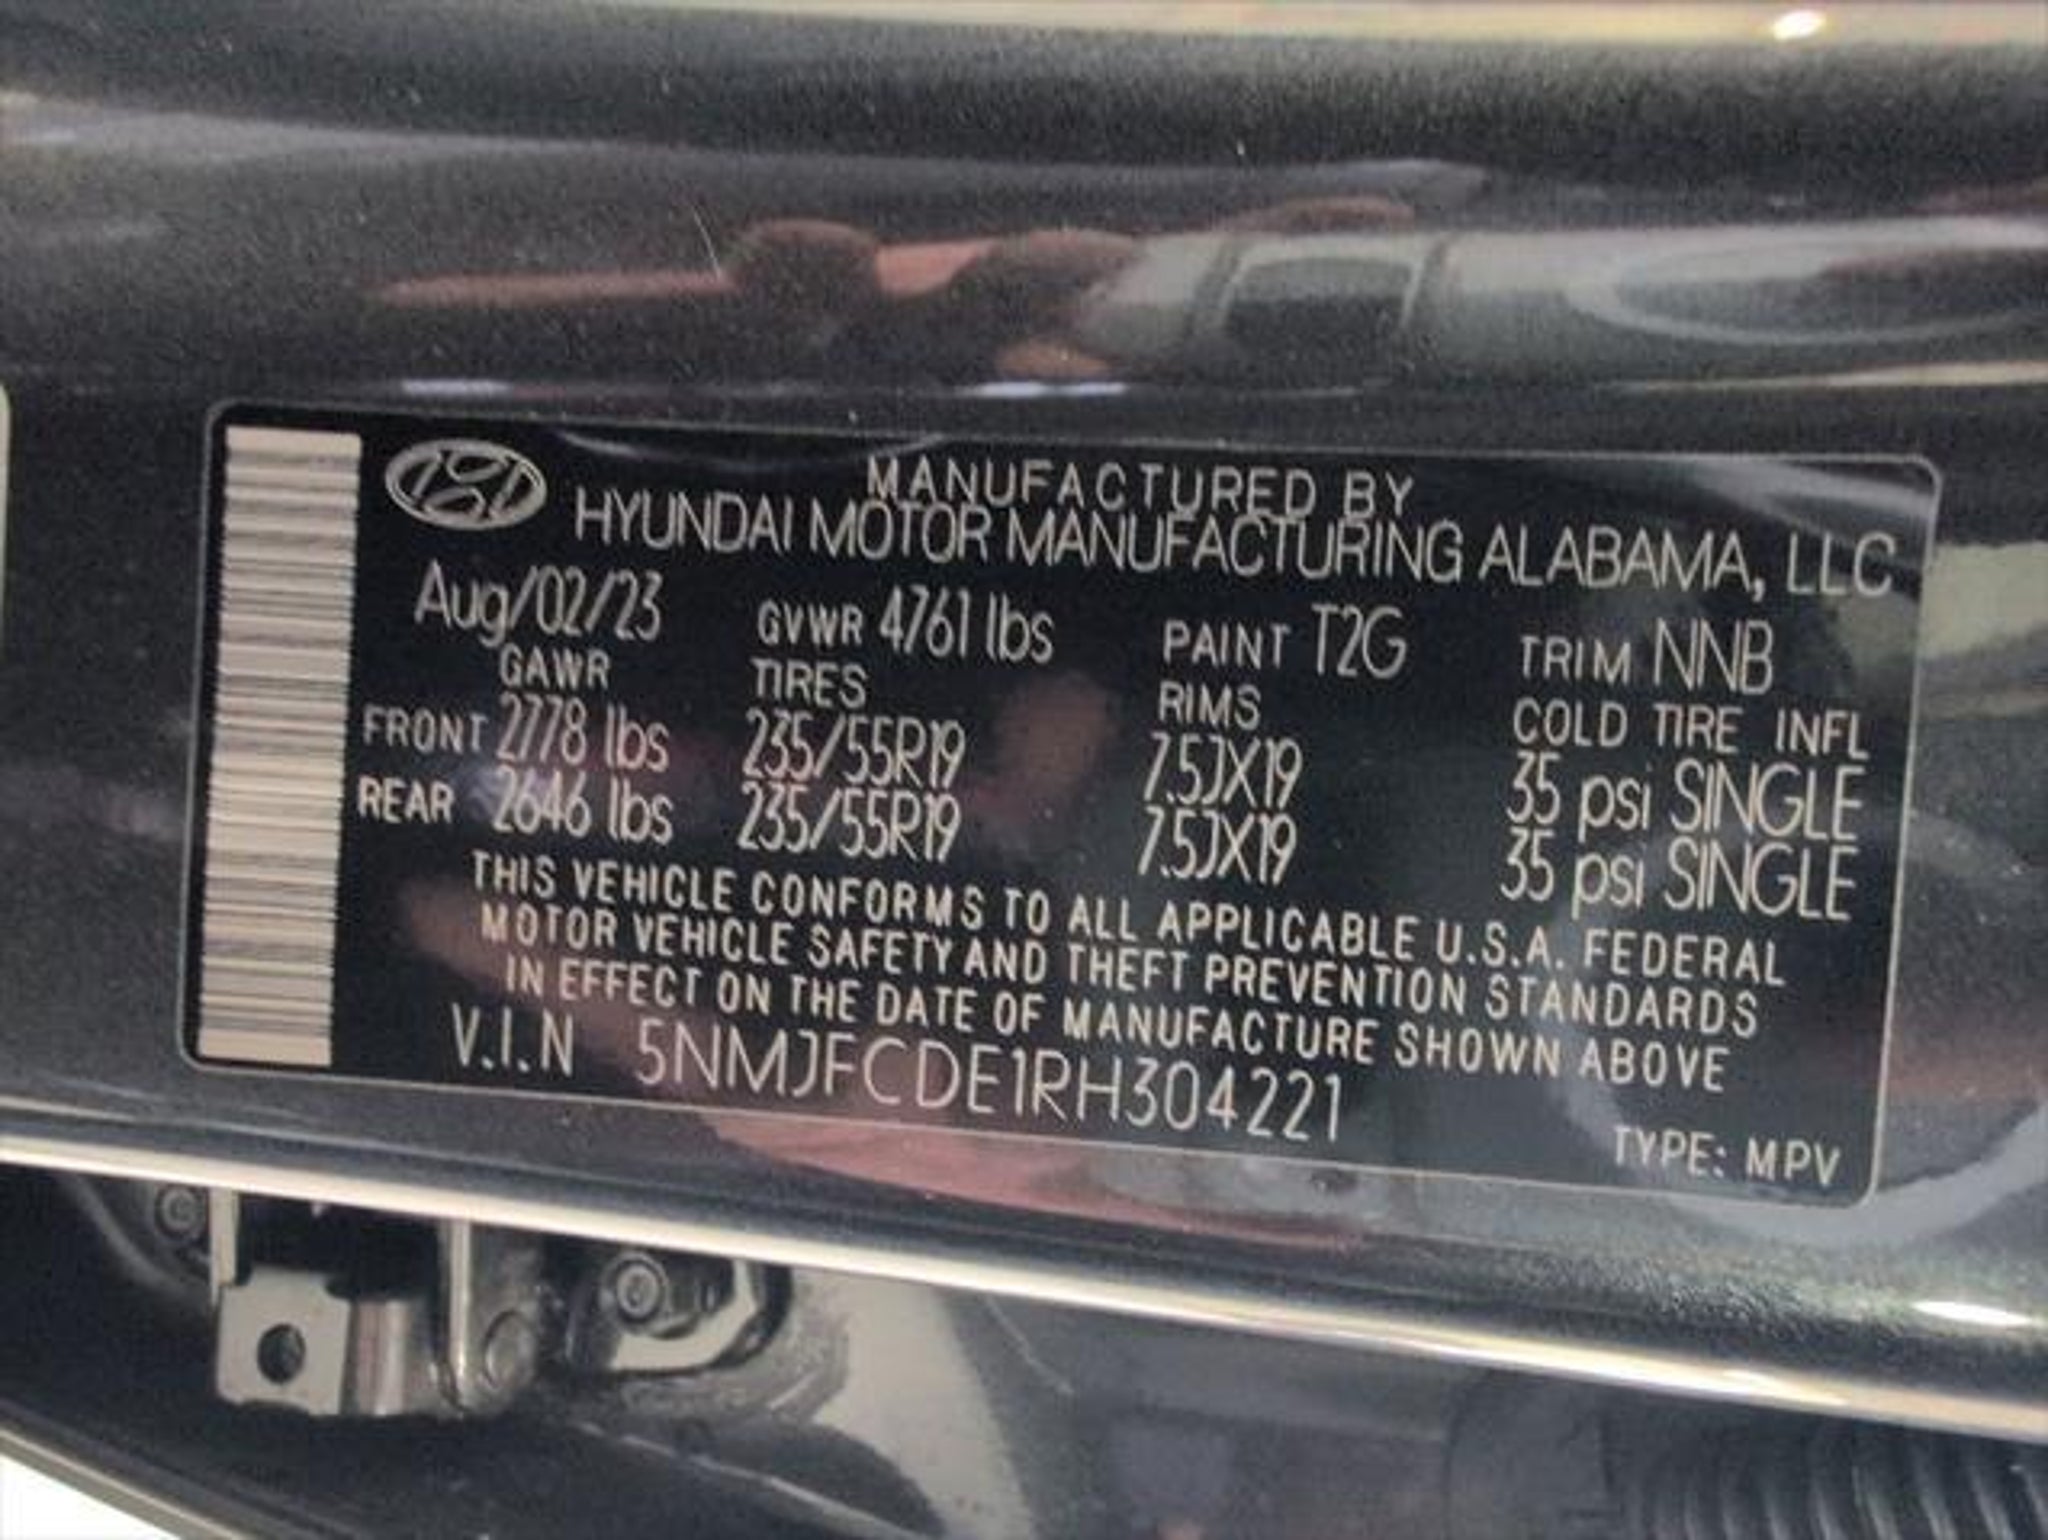 MANUFACTURED BY
HYUNDAI MOTOR MANUFACTURING ALABAMA, LLC
Aug/02/23 GVWR 4761 lbs PAINT T2G TRIM NNB
GAWR TIRES RIMS COLD TIRE INFL
FRONT 2778 lbs 235/55R19 7.5JX19 35 psi SINGLE
REAR 2646 lbs 235/55R19 7.5JX19 35 psi SINGLE
THIS VEHICLE CONFORMS TO ALL APPLICABLE U.S.A. FEDERAL
MOTOR VEHICLE SAFETY AND THEFT PREVENTION STANDARDS
IN EFFECT ON THE DATE OF MANUFACTURE SHOWN ABOVE
V.I.N 5NMJFCDE1RH304221
TYPE: MPV